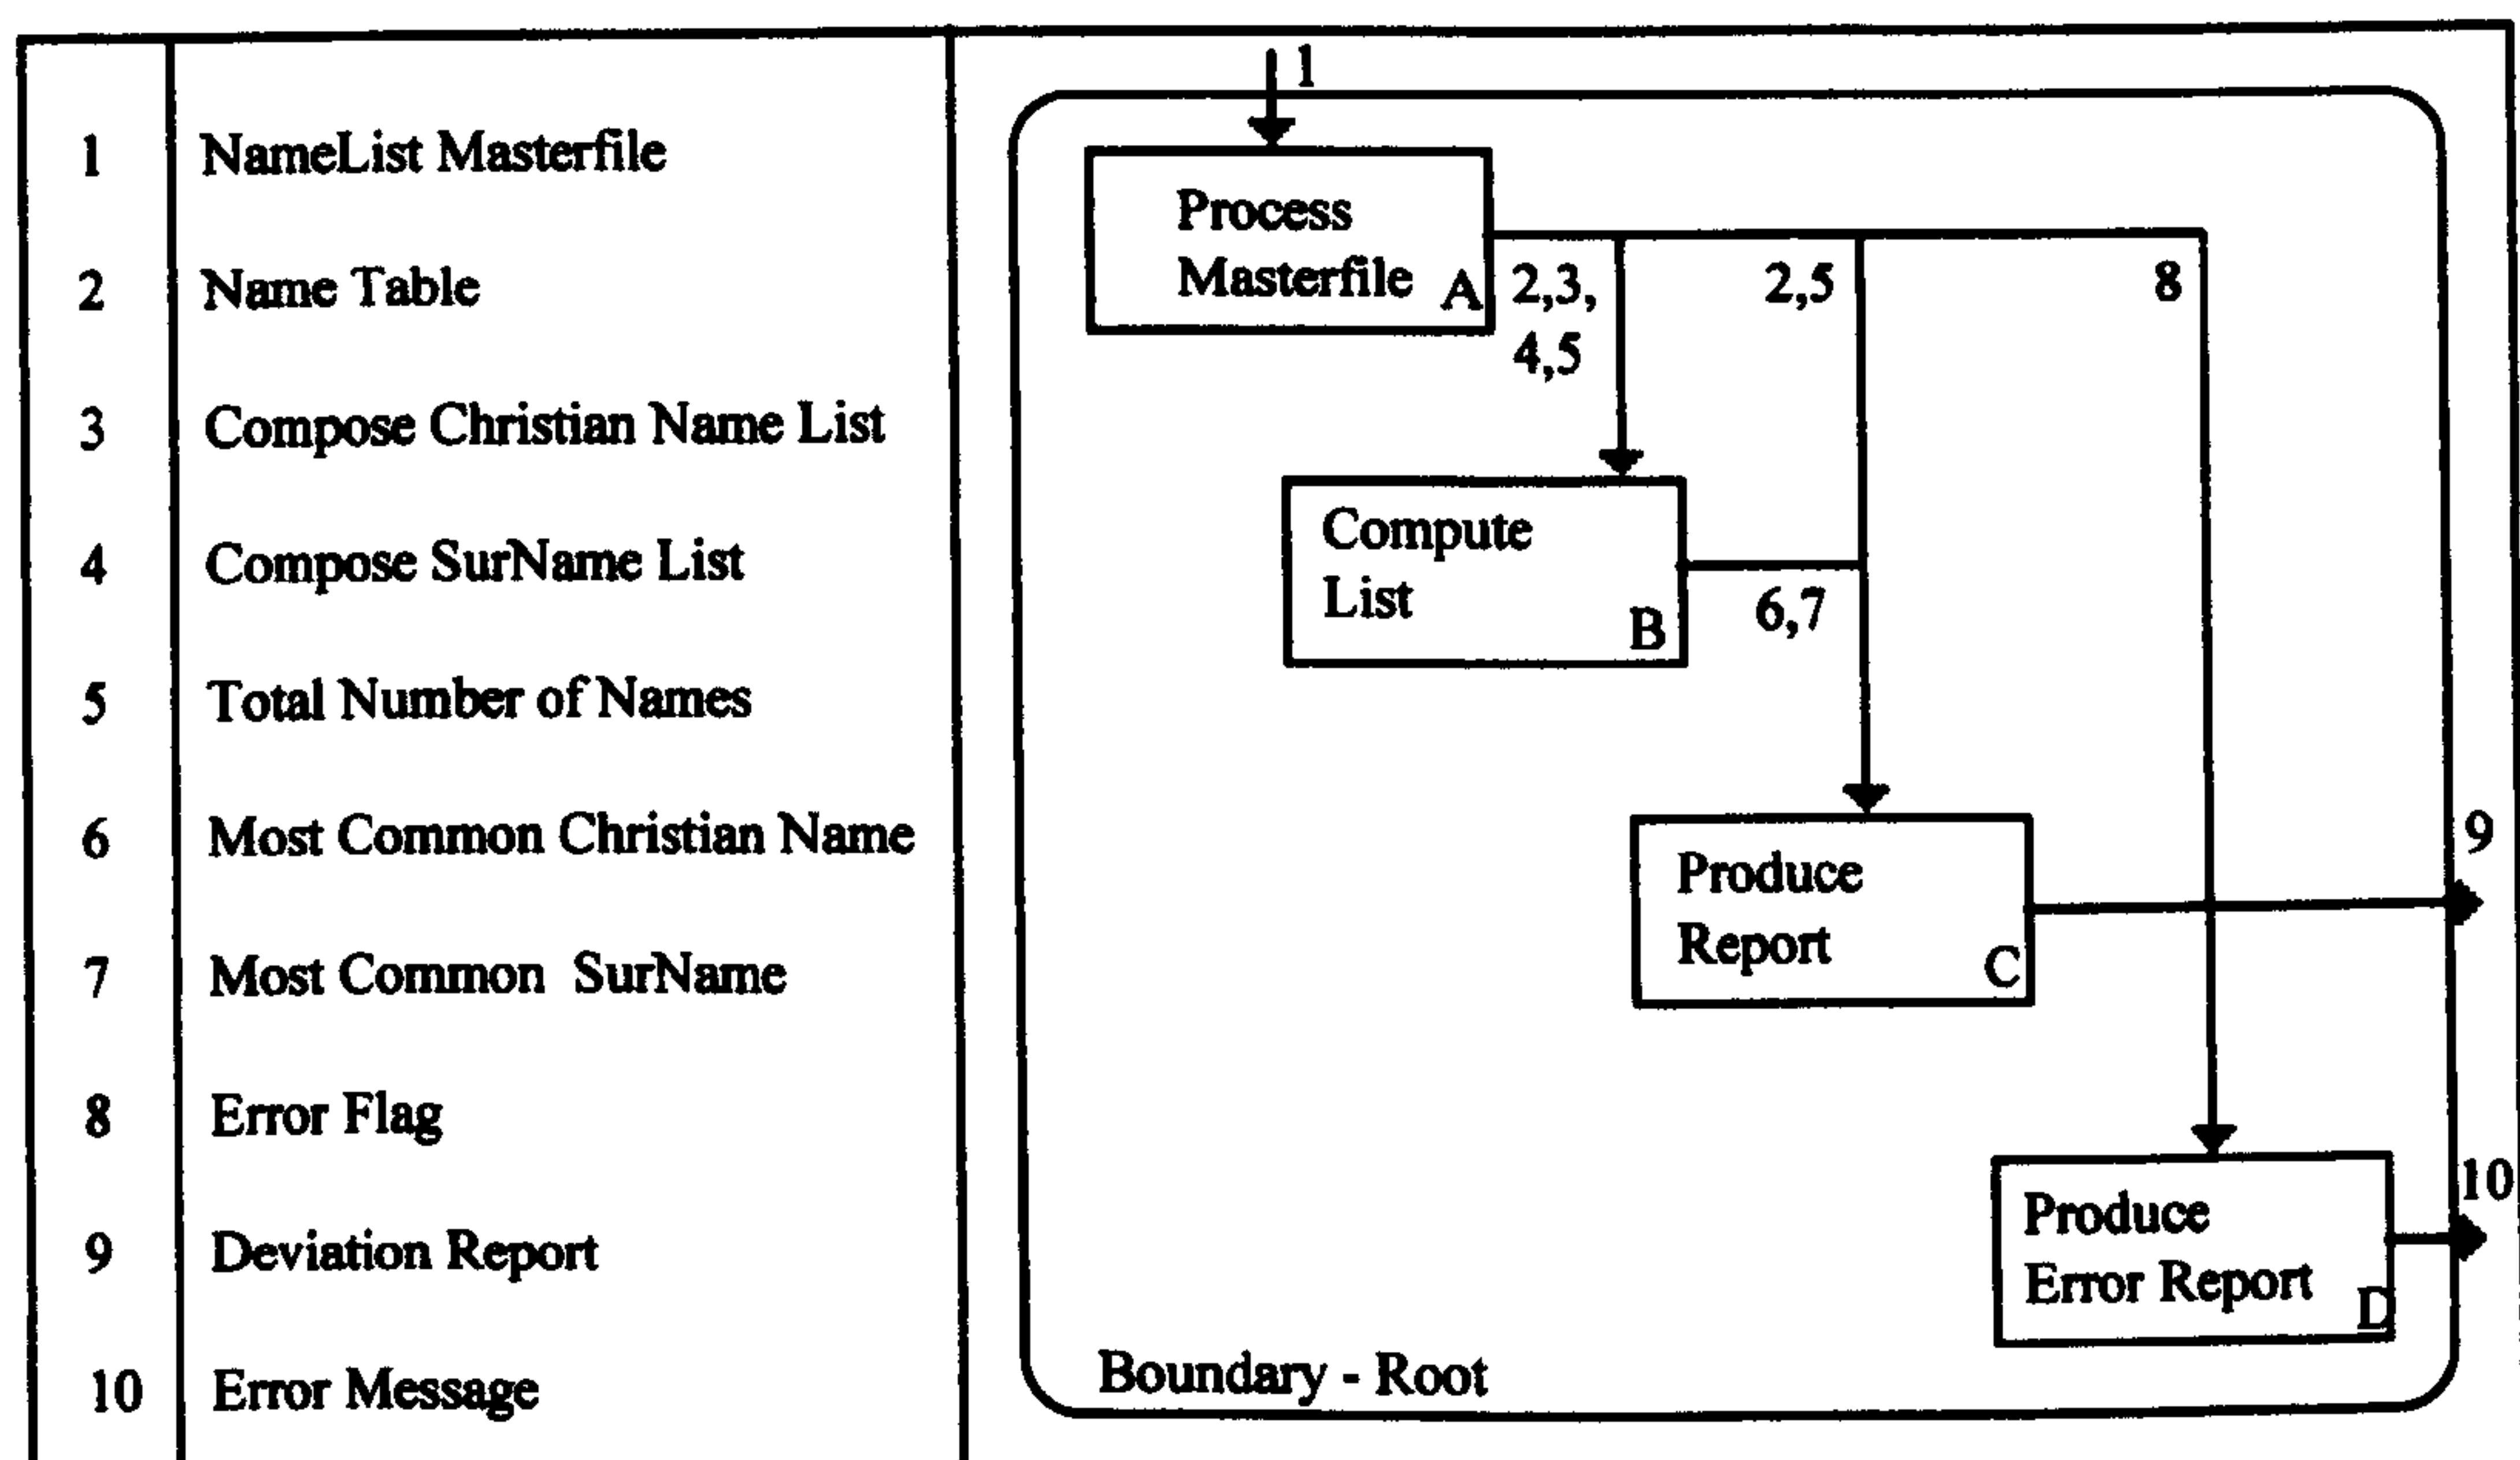 1 NameList Masterfile
2 Name Table
3 Compose Christian Name List
4 Compose SurName List
5 Total Number of Names
6 Most Common Christian Name
7 Most Common SurName
8 Error Flag
9 Deviation Report
10 Error Message
1
Process
Masterfile A
2,3,
4,5
2,5
8
Compute
List
B
6,7
Produce
Report
C
9
Produce
Error Report
D
10
Boundary - Root